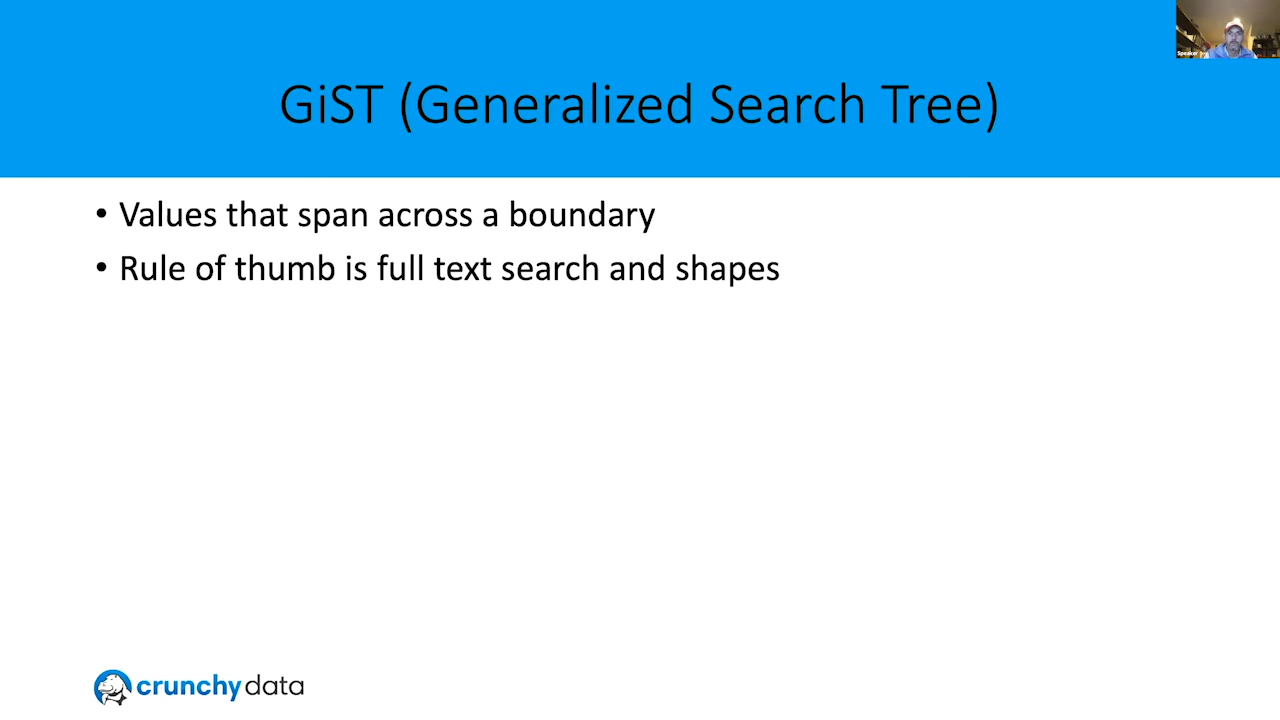 Speaker
GiST (Generalized Search Tree)
• Values that span across a boundary
• Rule of thumb is full text search and shapes
crunchy data